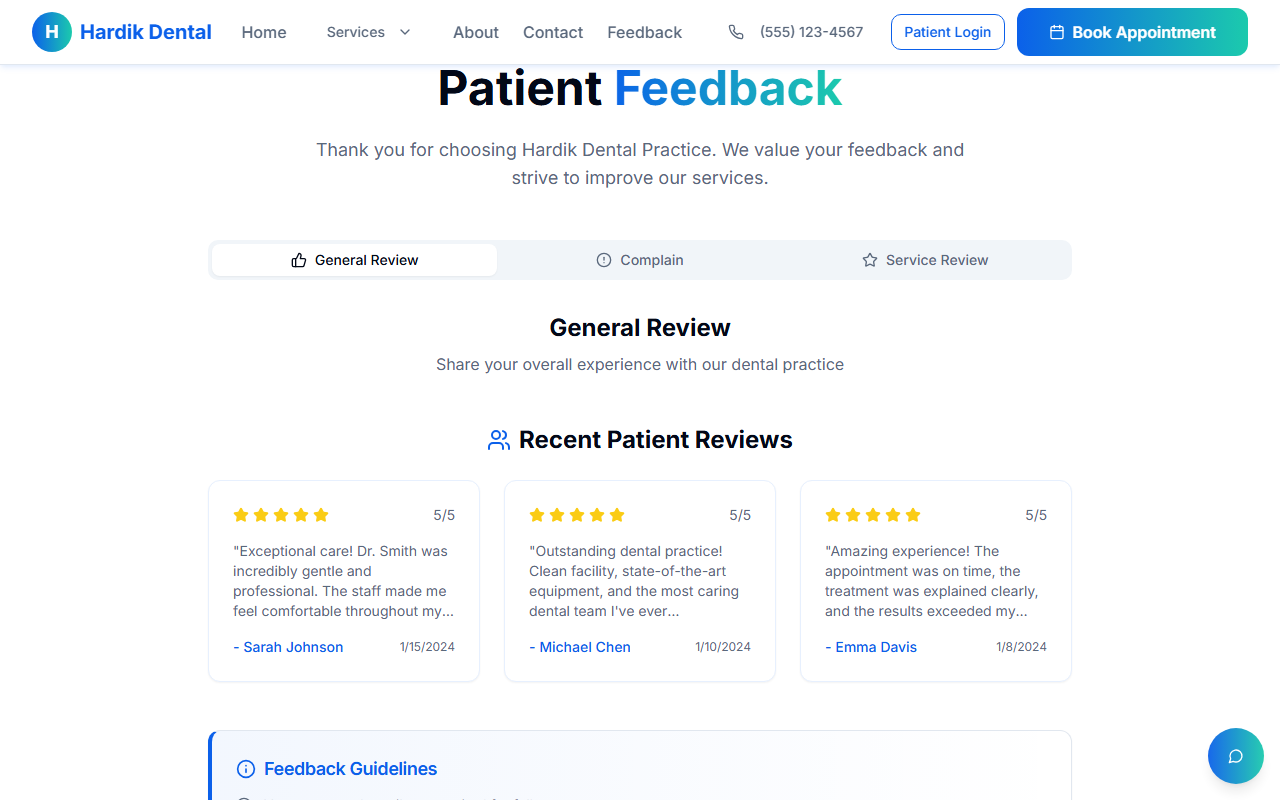 H Hardik Dental Home Services About Contact Feedback (555) 123-4567 Patient Login Book Appointment
Patient Feedback
Thank you for choosing Hardik Dental Practice. We value your feedback and
strive to improve our services.
General Review Complain Service Review
General Review
Share your overall experience with our dental practice
Recent Patient Reviews
5/5
"Exceptional care! Dr. Smith was
incredibly gentle and
professional. The staff made me
feel comfortable throughout my...
- Sarah Johnson 1/15/2024
5/5
"Outstanding dental practice!
Clean facility, state-of-the-art
equipment, and the most caring
dental team I've ever...
- Michael Chen 1/10/2024
5/5
"Amazing experience! The
appointment was on time, the
treatment was explained clearly,
and the results exceeded my...
- Emma Davis 1/8/2024
Feedback Guidelines